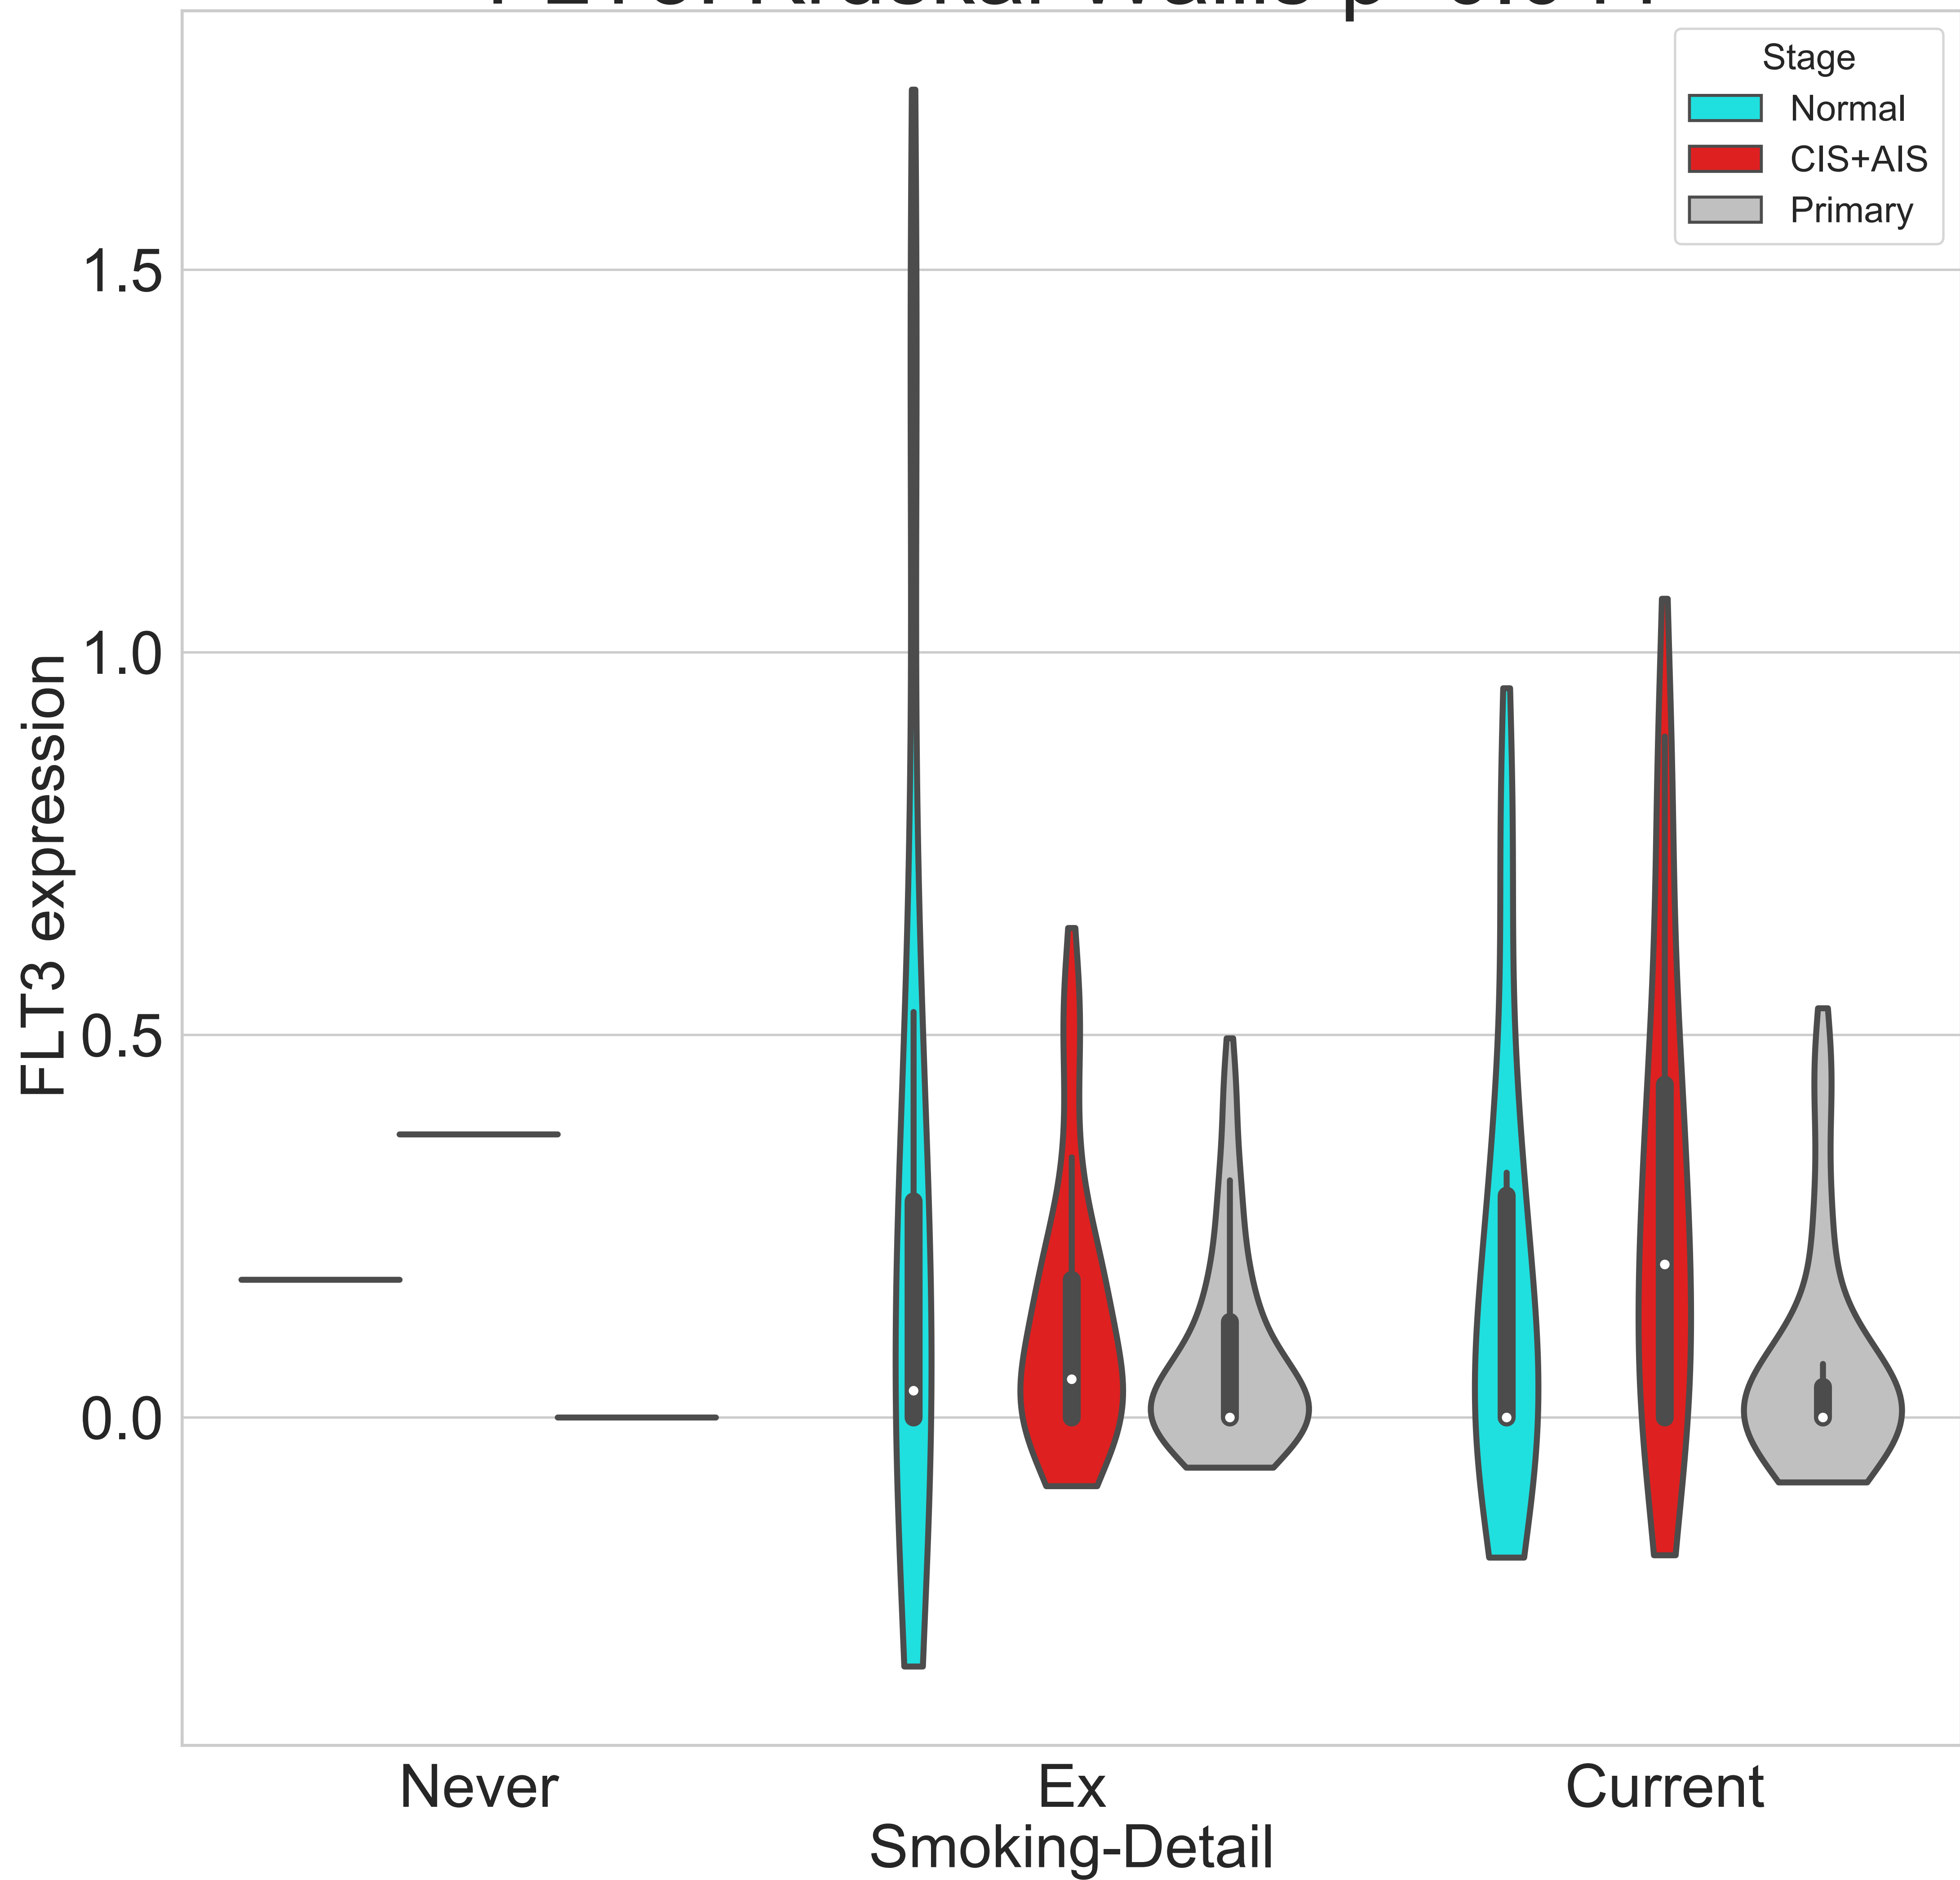 Stage
Normal
CIS+AIS
Primary
1.5
1.0
0.5
0.0
FLT3 expression
Never
Ex
Current
Smoking-Detail